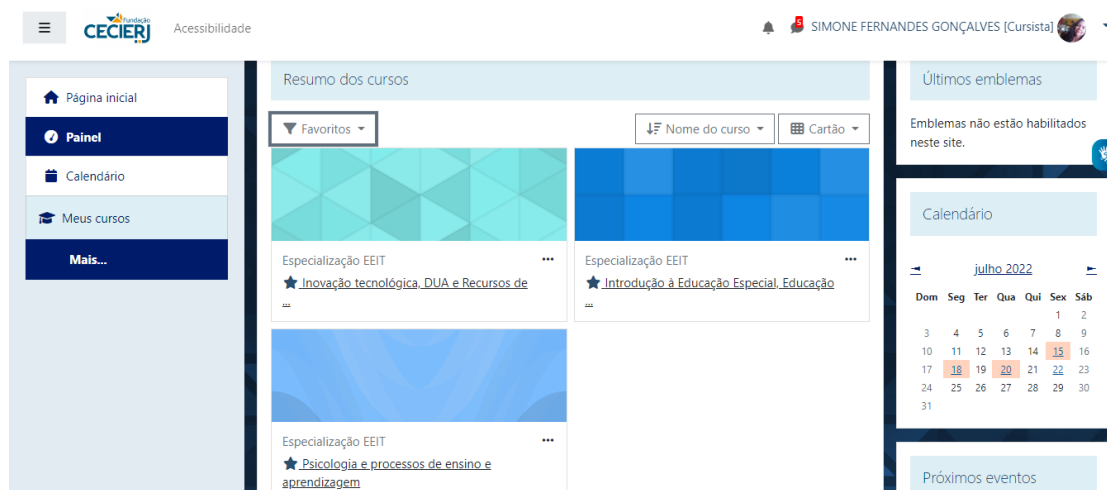 Fundação
CECIERJ
Acessibilidade
5
SIMONE FERNANDES GONÇALVES [Cursista]
Página inicial
Painel
Calendário
Meus cursos
Mais...
Resumo dos cursos
Favoritos
Nome do curso
Cartão
Especialização EEIT
...
Inovação tecnológica, DUA e Recursos de
...
Especialização EEIT
...
Introdução à Educação Especial, Educação
...
Especialização EEIT
...
Psicologia e processos de ensino e
aprendizagem
Últimos emblemas
Emblemas não estão habilitados
neste site.
Calendário
julho 2022
Dom Seg Ter Qua Qui Sex Sáb
1 2
3 4 5 6 7 8 9
10 11 12 13 14 15 16
17 18 19 20 21 22 23
24 25 26 27 28 29 30
31
Próximos eventos